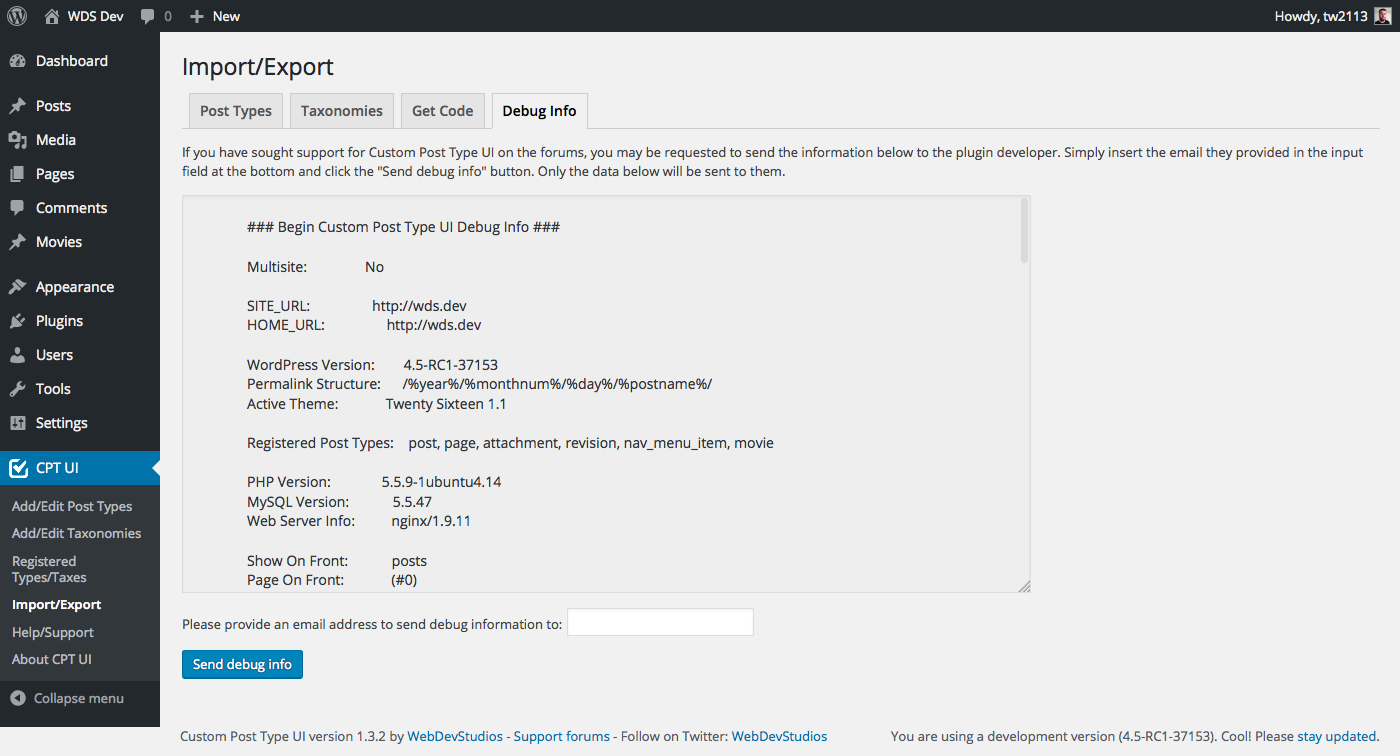 WDS Dev 0 New Howdy, tw2113
Dashboard
Posts
Media
Pages
Comments
Movies
Appearance
Plugins
Users
Tools
Settings
CPT UI
Add/Edit Post Types
Add/Edit Taxonomies
Registered
Types/Taxes
Import/Export
Help/Support
About CPT UI
Collapse menu
Import/Export
Post Types Taxonomies Get Code Debug Info
If you have sought support for Custom Post Type UI on the forums, you may be requested to send the information below to the plugin developer. Simply insert the email they provided in the input
field at the bottom and click the "Send debug info" button. Only the data below will be sent to them.
### Begin Custom Post Type UI Debug Info ###
Multisite: No
SITE_URL: http://wds.dev
HOME_URL: http://wds.dev
WordPress Version: 4.5-RC1-37153
Permalink Structure: /%year%/%monthnum%/%day%/%postname%/
Active Theme: Twenty Sixteen 1.1
Registered Post Types: post, page, attachment, revision, nav_menu_item, movie
PHP Version: 5.5.9-1ubuntu4.14
MySQL Version: 5.5.47
Web Server Info: nginx/1.9.11
Show On Front: posts
Page On Front: (#0)
Please provide an email address to send debug information to:
Send debug info
Custom Post Type UI version 1.3.2 by WebDevStudios - Support forums - Follow on Twitter: WebDevStudios You are using a development version (4.5-RC1-37153). Cool! Please stay updated.